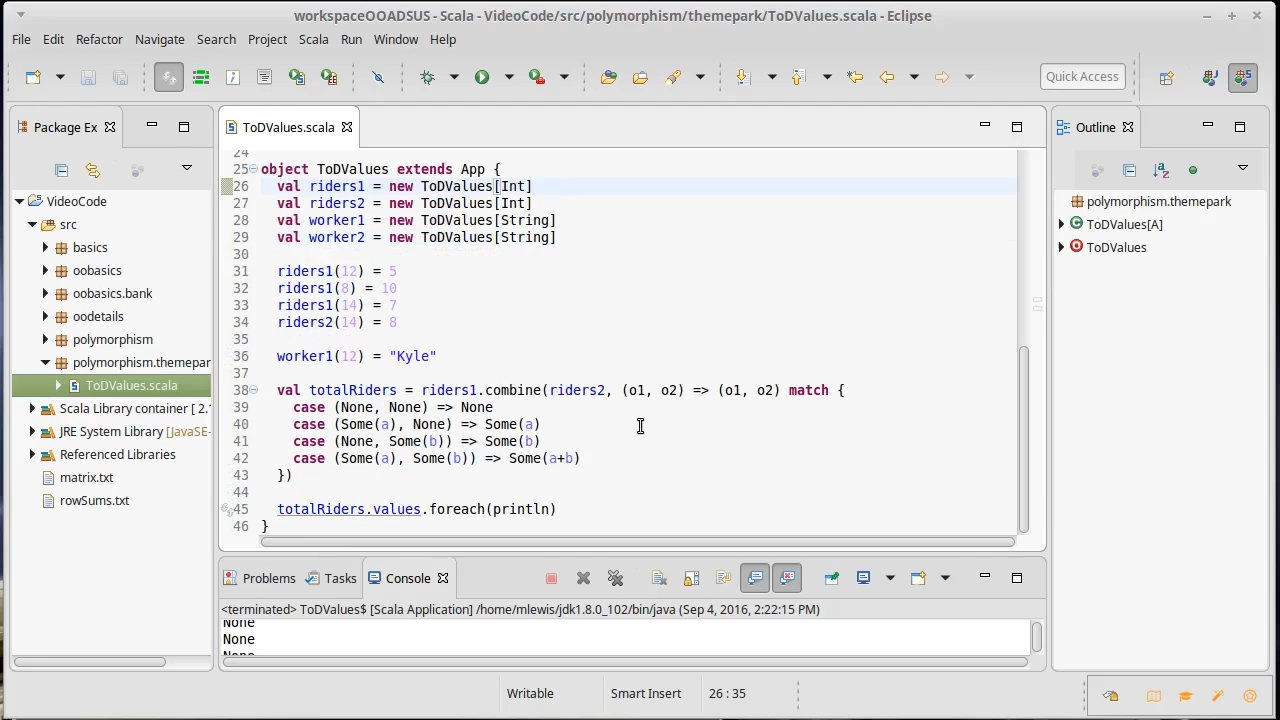 workspaceOOADSUS - Scala - VideoCode/src/polymorphism/themepark/ToDValues.scala - Eclipse
File Edit Refactor Navigate Search Project Scala Run Window Help
Quick Access
Package Ex
ToDValues.scala
Outline
VideoCode
src
basics
oobasics
oobasics.bank
oodetails
polymorphism
polymorphism.themepar
ToDValues.scala
Scala Library container [ 2.
JRE System Library [JavaSE-
Referenced Libraries
matrix.txt
rowSums.txt
24
25 object ToDValues extends App {
26 val riders1 = new ToDValues[Int]
27 val riders2 = new ToDValues[Int]
28 val worker1 = new ToDValues[String]
29 val worker2 = new ToDValues[String]
30
31 riders1(12) = 5
32 riders1(8) = 10
33 riders1(14) = 7
34 riders2(14) = 8
35
36 worker1(12) = "Kyle"
37
38 val totalRiders = riders1.combine(riders2, (o1, o2) => (o1, o2) match {
39 case (None, None) => None
40 case (Some(a), None) => Some(a)
41 case (None, Some(b)) => Some(b)
42 case (Some(a), Some(b)) => Some(a+b)
43 })
44
45 totalRiders.values.foreach(println)
46 }
polymorphism.themepark
ToDValues[A]
ToDValues
Problems Tasks Console
<terminated> ToDValues$ [Scala Application] /home/mlewis/jdk1.8.0_102/bin/java (Sep 4, 2016, 2:22:15 PM)
None
None
None
Writable Smart Insert 26 : 35